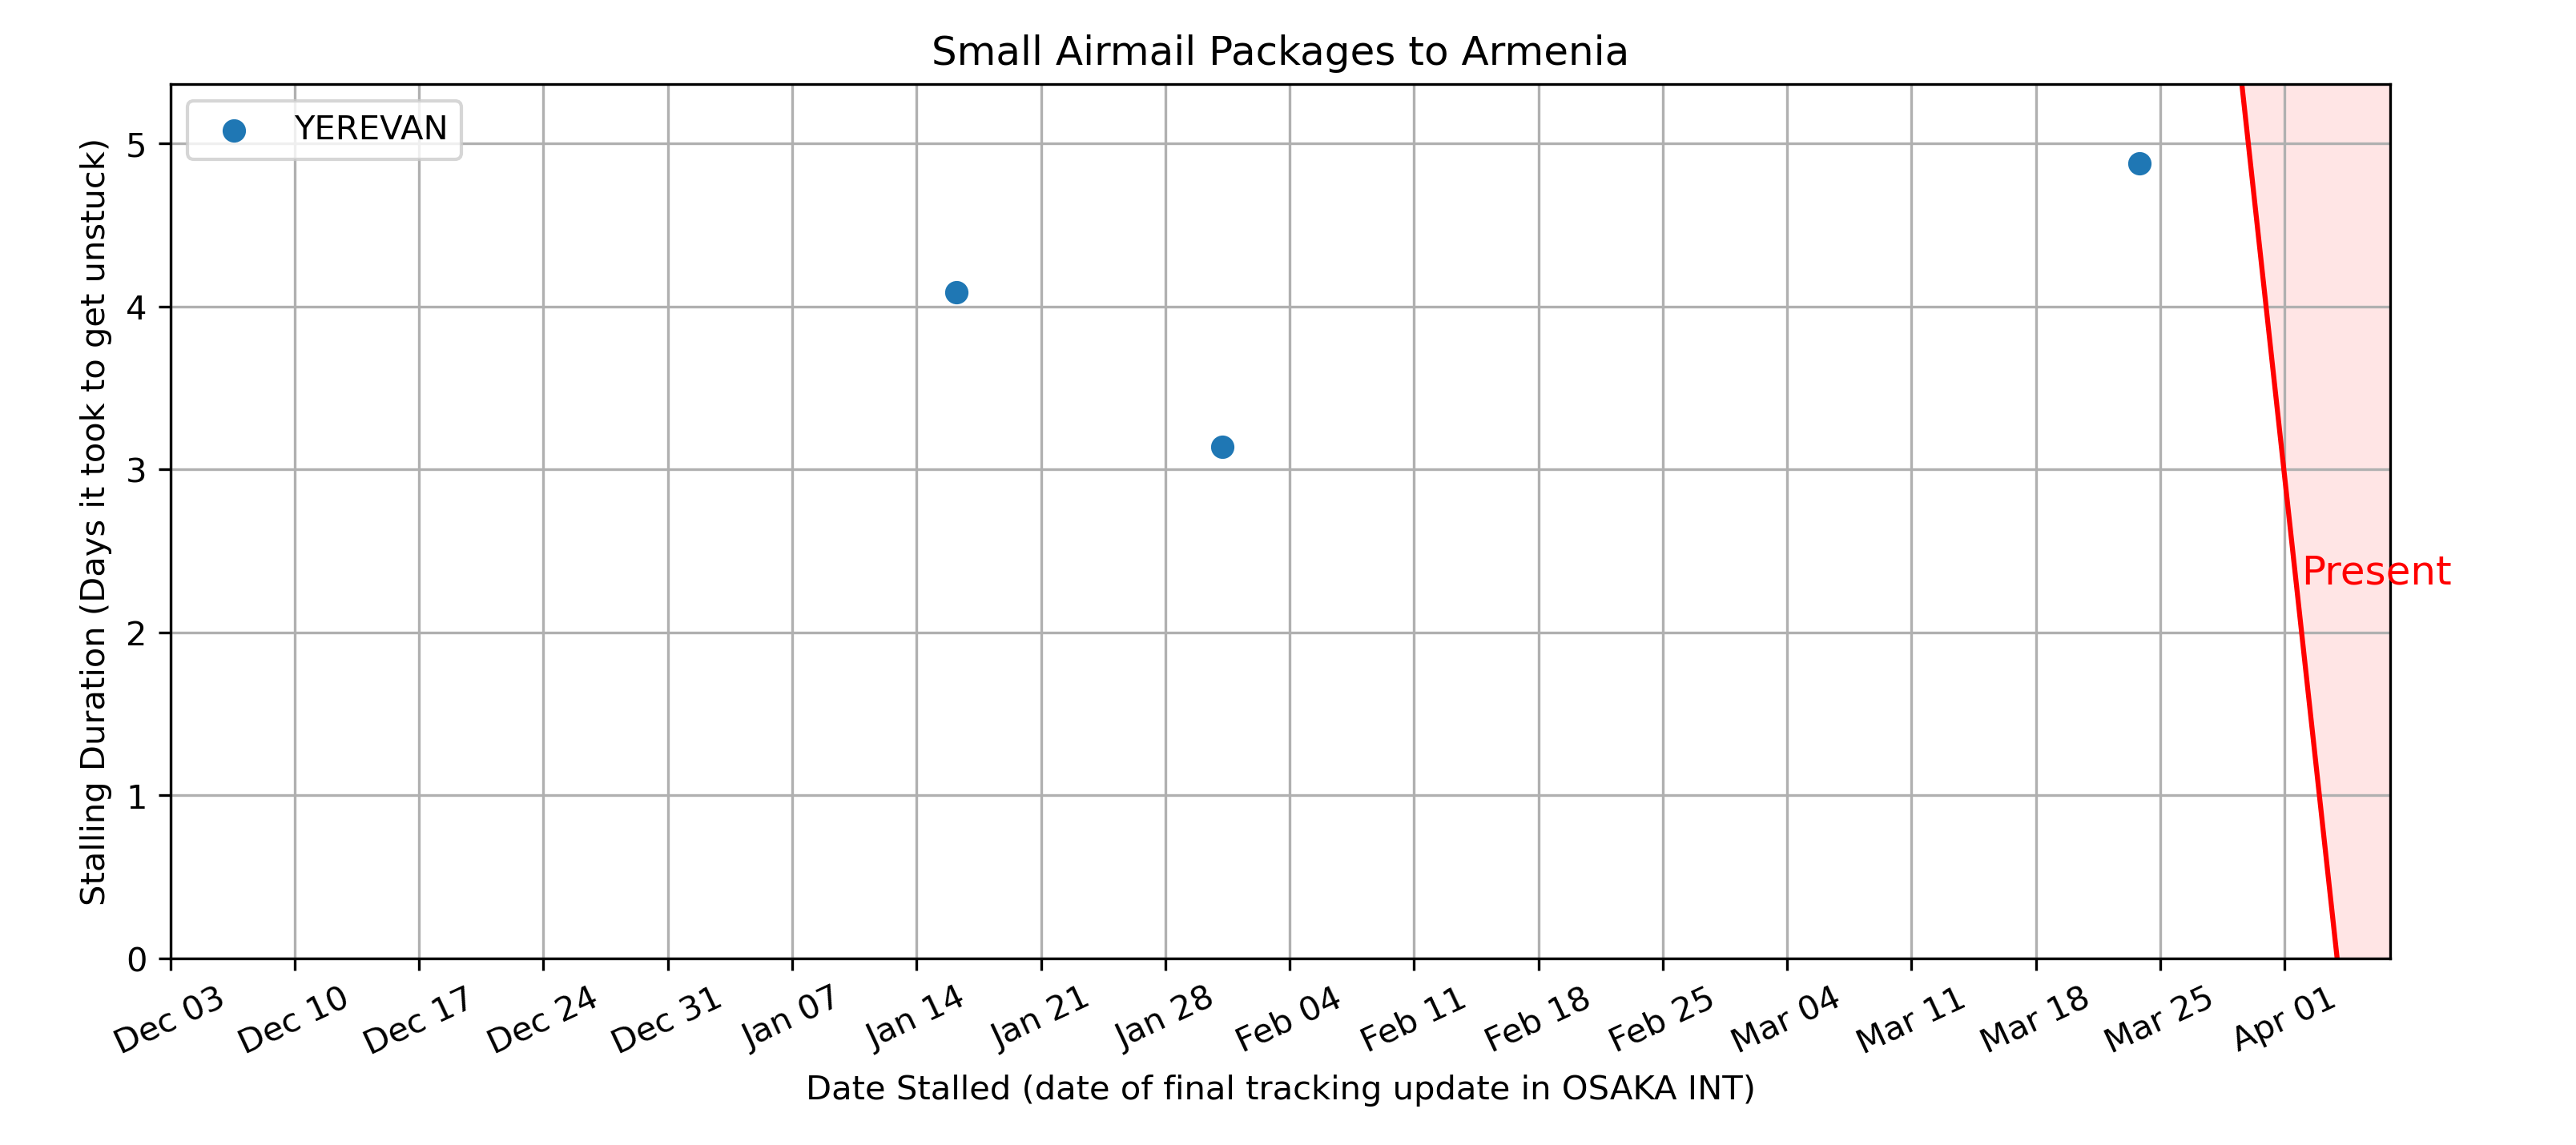 Small Airmail Packages to Armenia
YEREVAN
Stalling Duration (Days it took to get unstuck)
5
4
3
2
1
0
Present
Dec 03
Dec 10
Dec 17
Dec 24
Dec 31
Jan 07
Jan 14
Jan 21
Jan 28
Feb 04
Feb 11
Feb 18
Feb 25
Mar 04
Mar 11
Mar 18
Mar 25
Apr 01
Date Stalled (date of final tracking update in OSAKA INT)